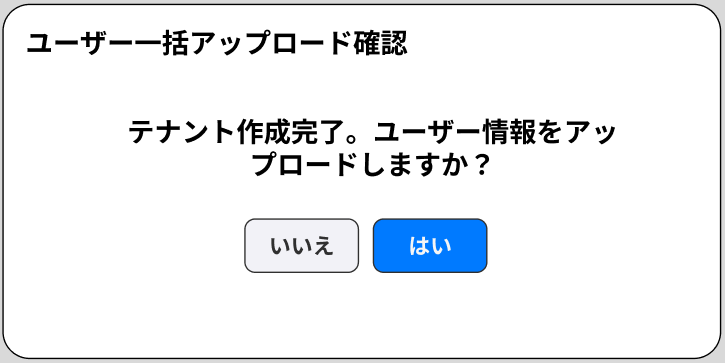 ユーザー一括アップロード確認
テナント作成完了。ユーザー情報をアッ
プロードしますか？
いいえ
はい